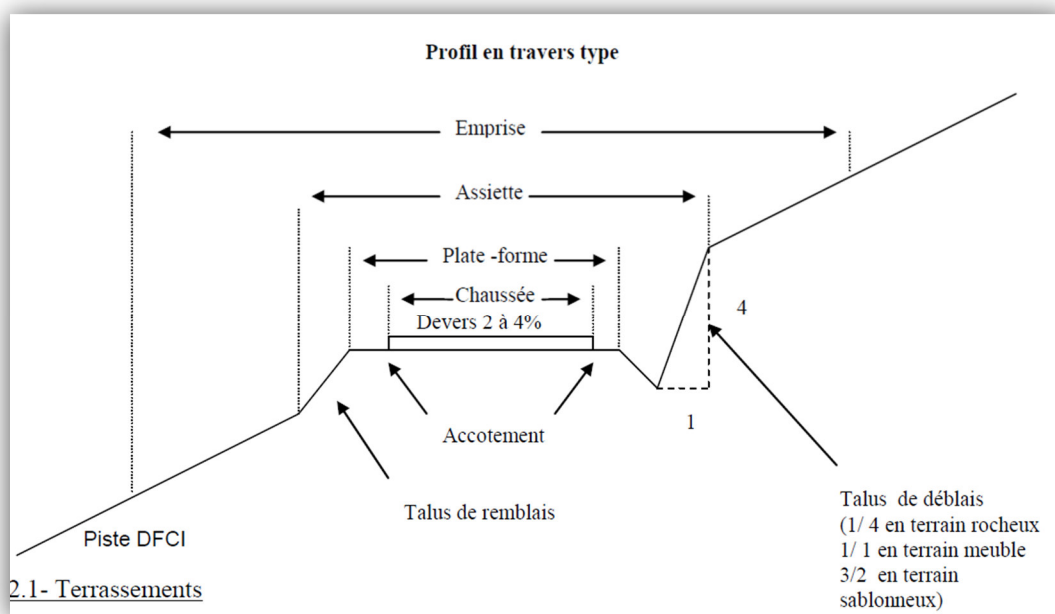 Profil en travers type
Emprise
Assiette
Plate -forme
Chaussée
Devers 2 à 4%
4
1
Accotement
Talus de remblais
Talus de déblais
(1/ 4 en terrain rocheux
1/ 1 en terrain meuble
3/2 en terrain
sablonneux)
Piste DFCI
2.1- Terrassements